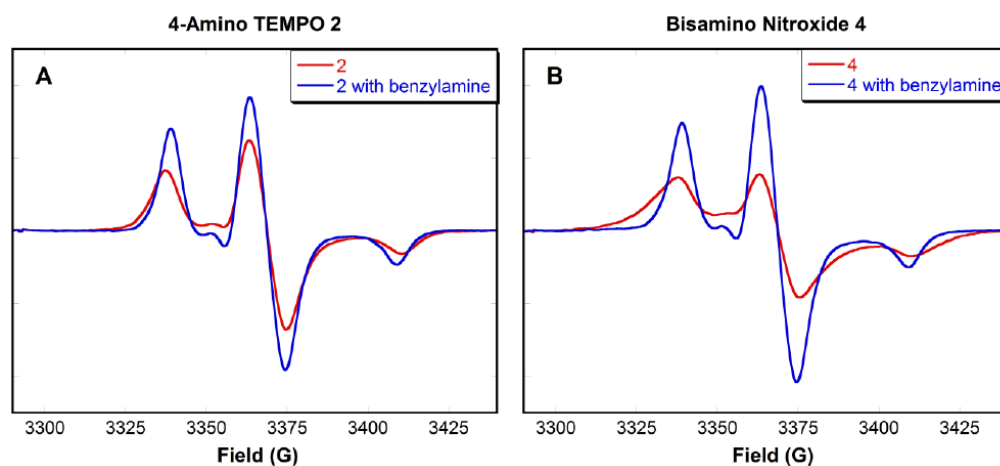 4-Amino TEMPO 2
Bisamino Nitroxide 4
A
2
2 with benzylamine
B
4
4 with benzylamine
3300 3325 3350 3375 3400 3425
3300 3325 3350 3375 3400 3425
Field (G)
Field (G)